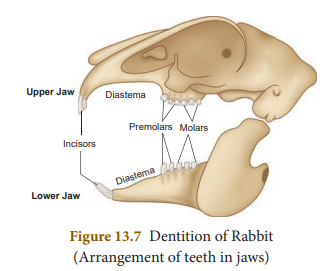 Upper Jaw
Diastema
Premolars Molars
Incisors
Diastema
Lower Jaw
Figure 13.7 Dentition of Rabbit
(Arrangement of teeth in jaws)